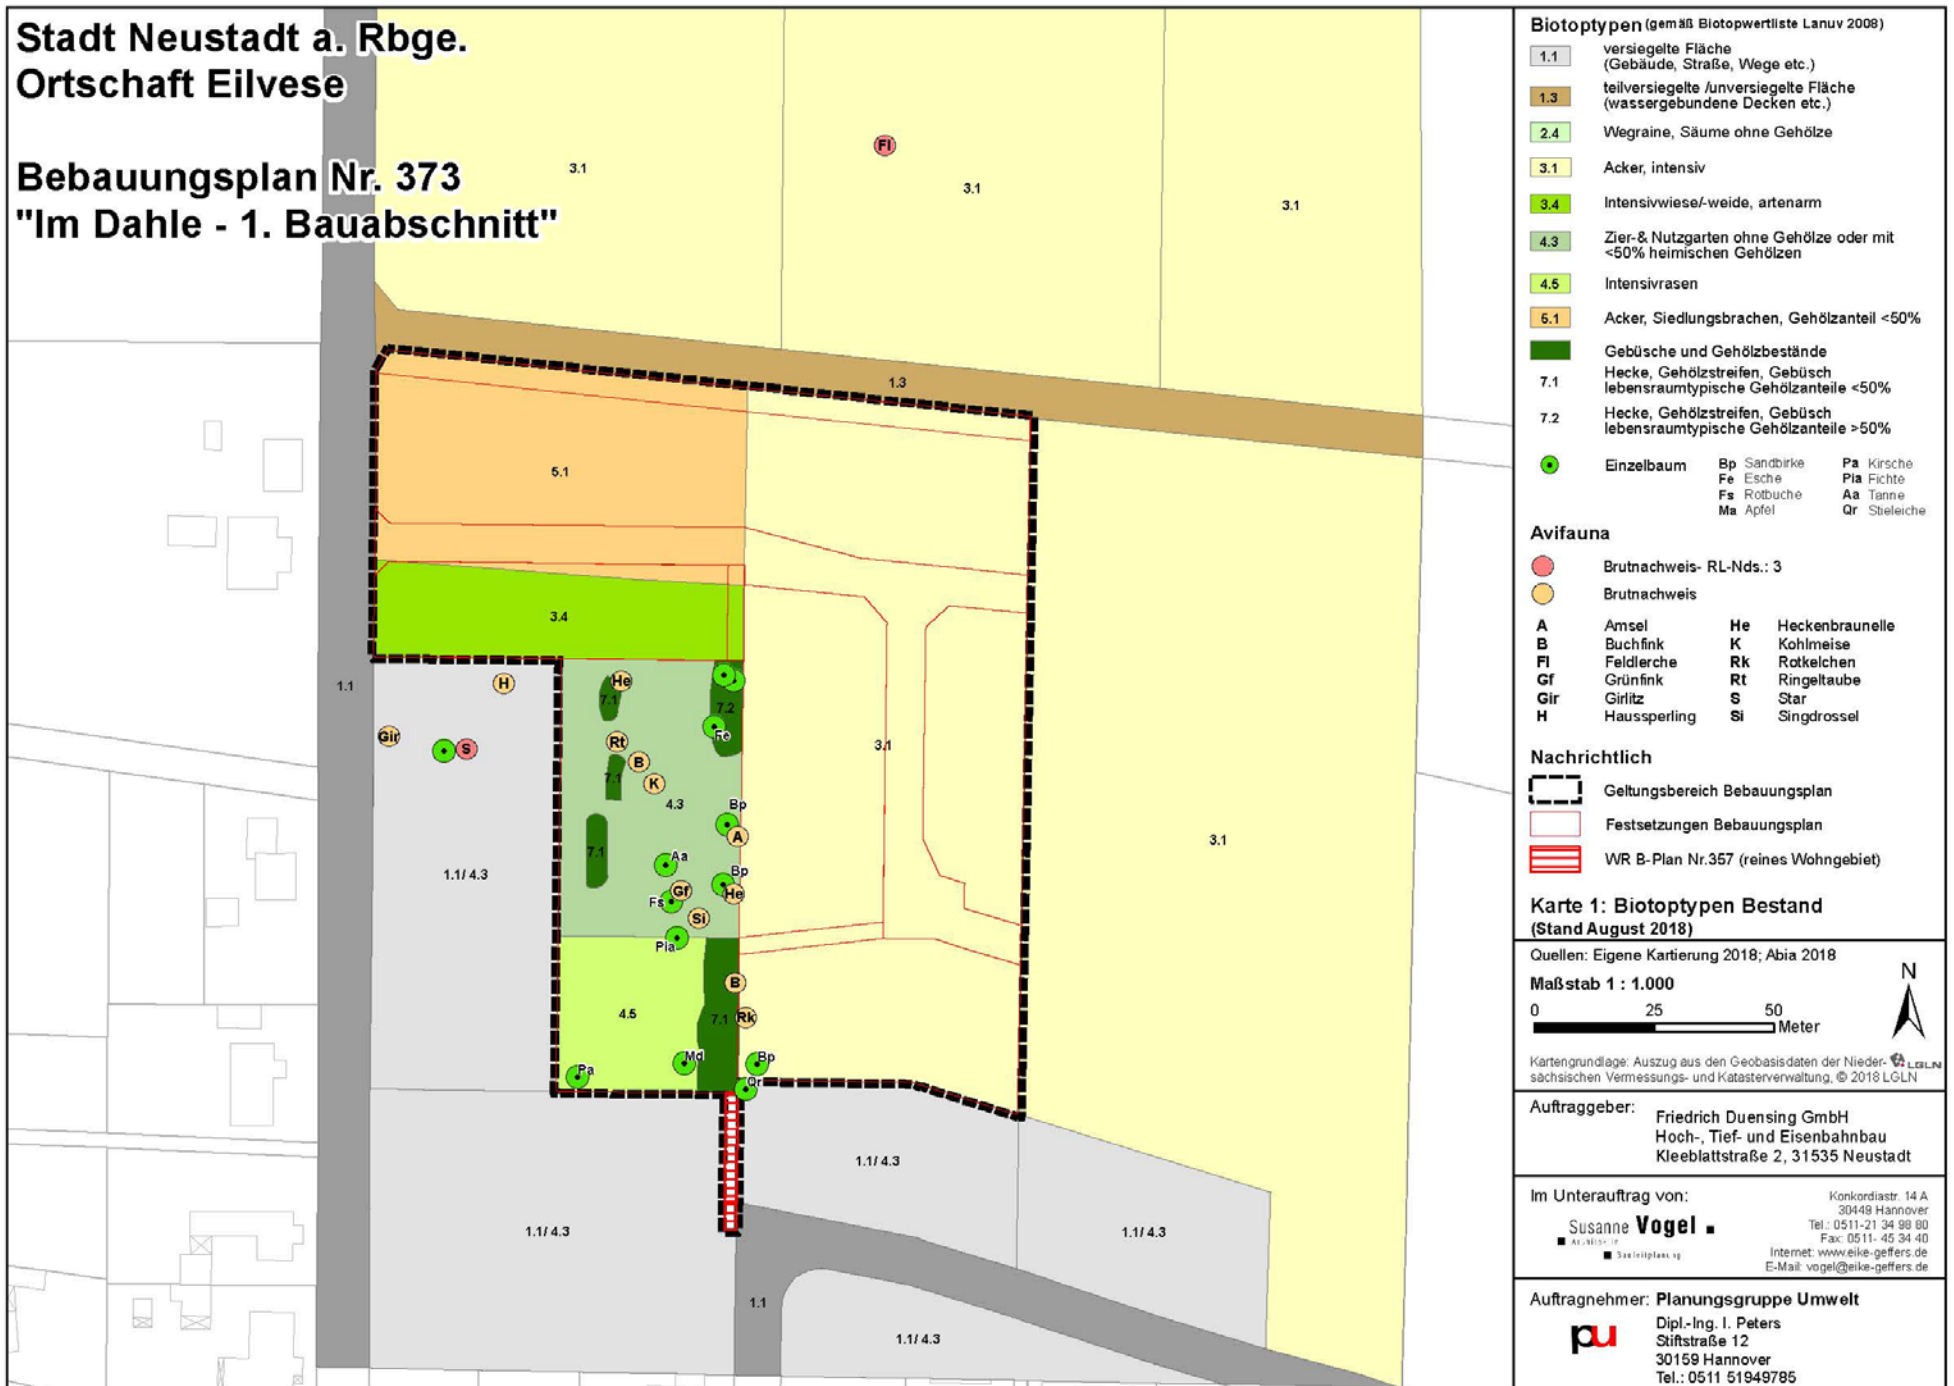 Stadt Neustadt a. Rbge.
Ortschaft Eilvese
Bebauungsplan Nr. 373
"Im Dahle - 1. Bauabschnitt"
3.1
Fl
3.1
3.1
1.3
5.1
3.4
1.1
H
He
7.1
7.2
Gir
S
Rt
Fe
3.1
B
7.1
K
4.3
Bp
A
3.1
7.1
Aa
1.1/ 4.3
Bp
Gf
He
Fs
Si
Pia
B
4.5
7.1
Rk
Md
Bp
Pa
Qr
1.1/ 4.3
1.1/ 4.3
1.1/ 4.3
1.1
1.1/ 4.3
Biotoptypen (gemäß Biotopwertliste Lanuv 2008)
1.1 versiegelte Fläche
(Gebäude, Straße, Wege etc.)
1.3 teilversiegelte /unversiegelte Fläche
(wassergebundene Decken etc.)
2.4 Wegraine, Säume ohne Gehölze
3.1 Acker, intensiv
3.4 Intensivwiese/-weide, artenarm
4.3 Zier-& Nutzgarten ohne Gehölze oder mit
<50% heimischen Gehölzen
4.5 Intensivrasen
5.1 Acker, Siedlungsbrachen, Gehölzanteil <50%
Gebüsche und Gehölzbestände
7.1 Hecke, Gehölzstreifen, Gebüsch
lebensraumtypische Gehölzanteile <50%
7.2 Hecke, Gehölzstreifen, Gebüsch
lebensraumtypische Gehölzanteile >50%
Einzelbaum Bp Sandbirke Pa Kirsche
Fe Esche Pia Fichte
Fs Rotbuche Aa Tanne
Ma Apfel Qr Stieleiche
Avifauna
Brutnachweis- RL-Nds.: 3
Brutnachweis
A Amsel He Heckenbraunelle
B Buchfink K Kohlmeise
Fl Feldlerche Rk Rotkelchen
Gf Grünfink Rt Ringeltaube
Gir Girlitz S Star
H Haussperling Si Singdrossel
Nachrichtlich
Geltungsbereich Bebauungsplan
Festsetzungen Bebauungsplan
WR B-Plan Nr.357 (reines Wohngebiet)
Karte 1: Biotoptypen Bestand
(Stand August 2018)
Quellen: Eigene Kartierung 2018; Abia 2018
Maßstab 1 : 1.000
N
0 25 50
Meter
Kartengrundlage: Auszug aus den Geobasisdaten der Nieder- LGLN
sächsischen Vermessungs- und Katasterverwaltung, © 2018 LGLN
Auftraggeber:
Friedrich Duensing GmbH
Hoch-, Tief- und Eisenbahnbau
Kleeblattstraße 2, 31535 Neustadt
Im Unterauftrag von:
Susanne Vogel
Bauleitplanung
Konkordiastr. 14 A
30449 Hannover
Tel.: 0511-21 34 98 80
Fax: 0511- 45 34 40
Internet: www.eike-geffers.de
E-Mail: vogel@eike-geffers.de
Auftragnehmer: Planungsgruppe Umwelt
pu
Dipl.-Ing. I. Peters
Stiftstraße 12
30159 Hannover
Tel.: 0511 51949785